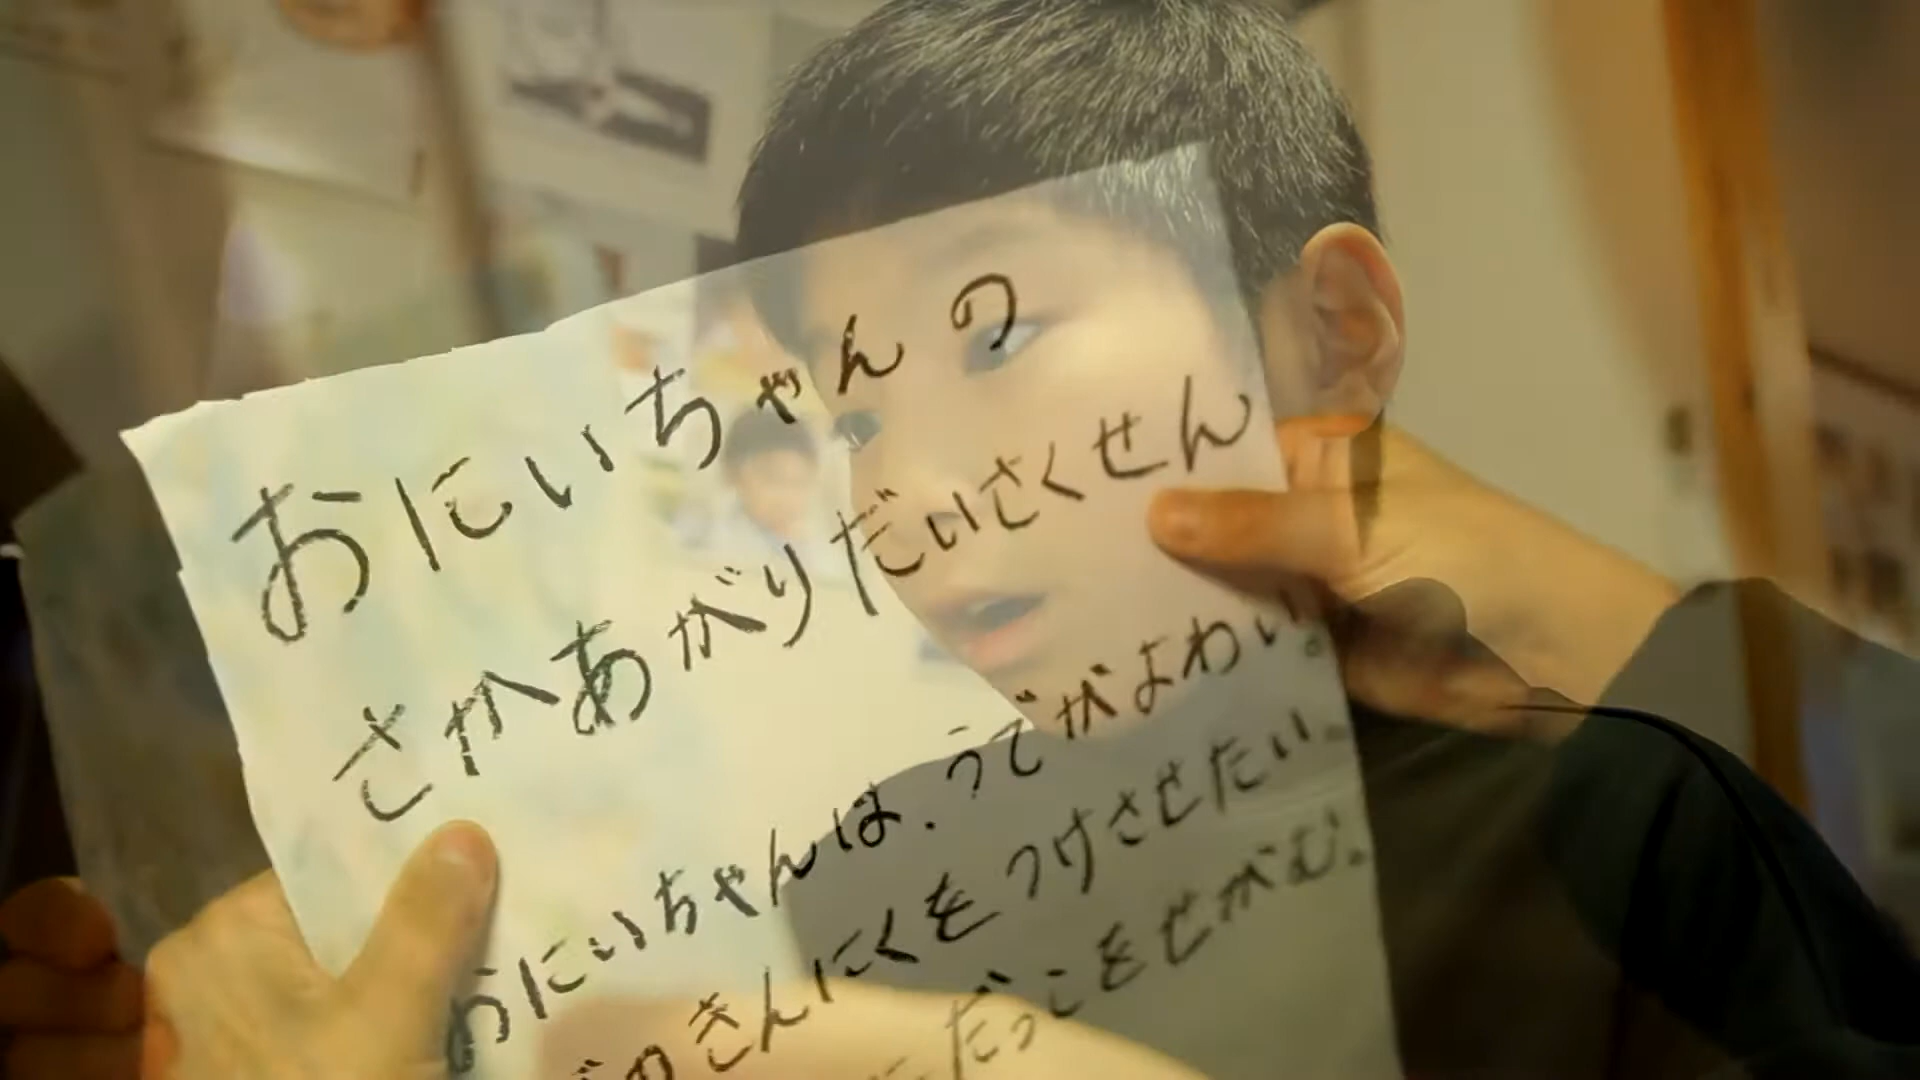 おにいちゃんの
さかあがりだいさくせん
おにいちゃんは、うでがよわい。
のきんにくをつけさせたい。
だっこをせがむ。